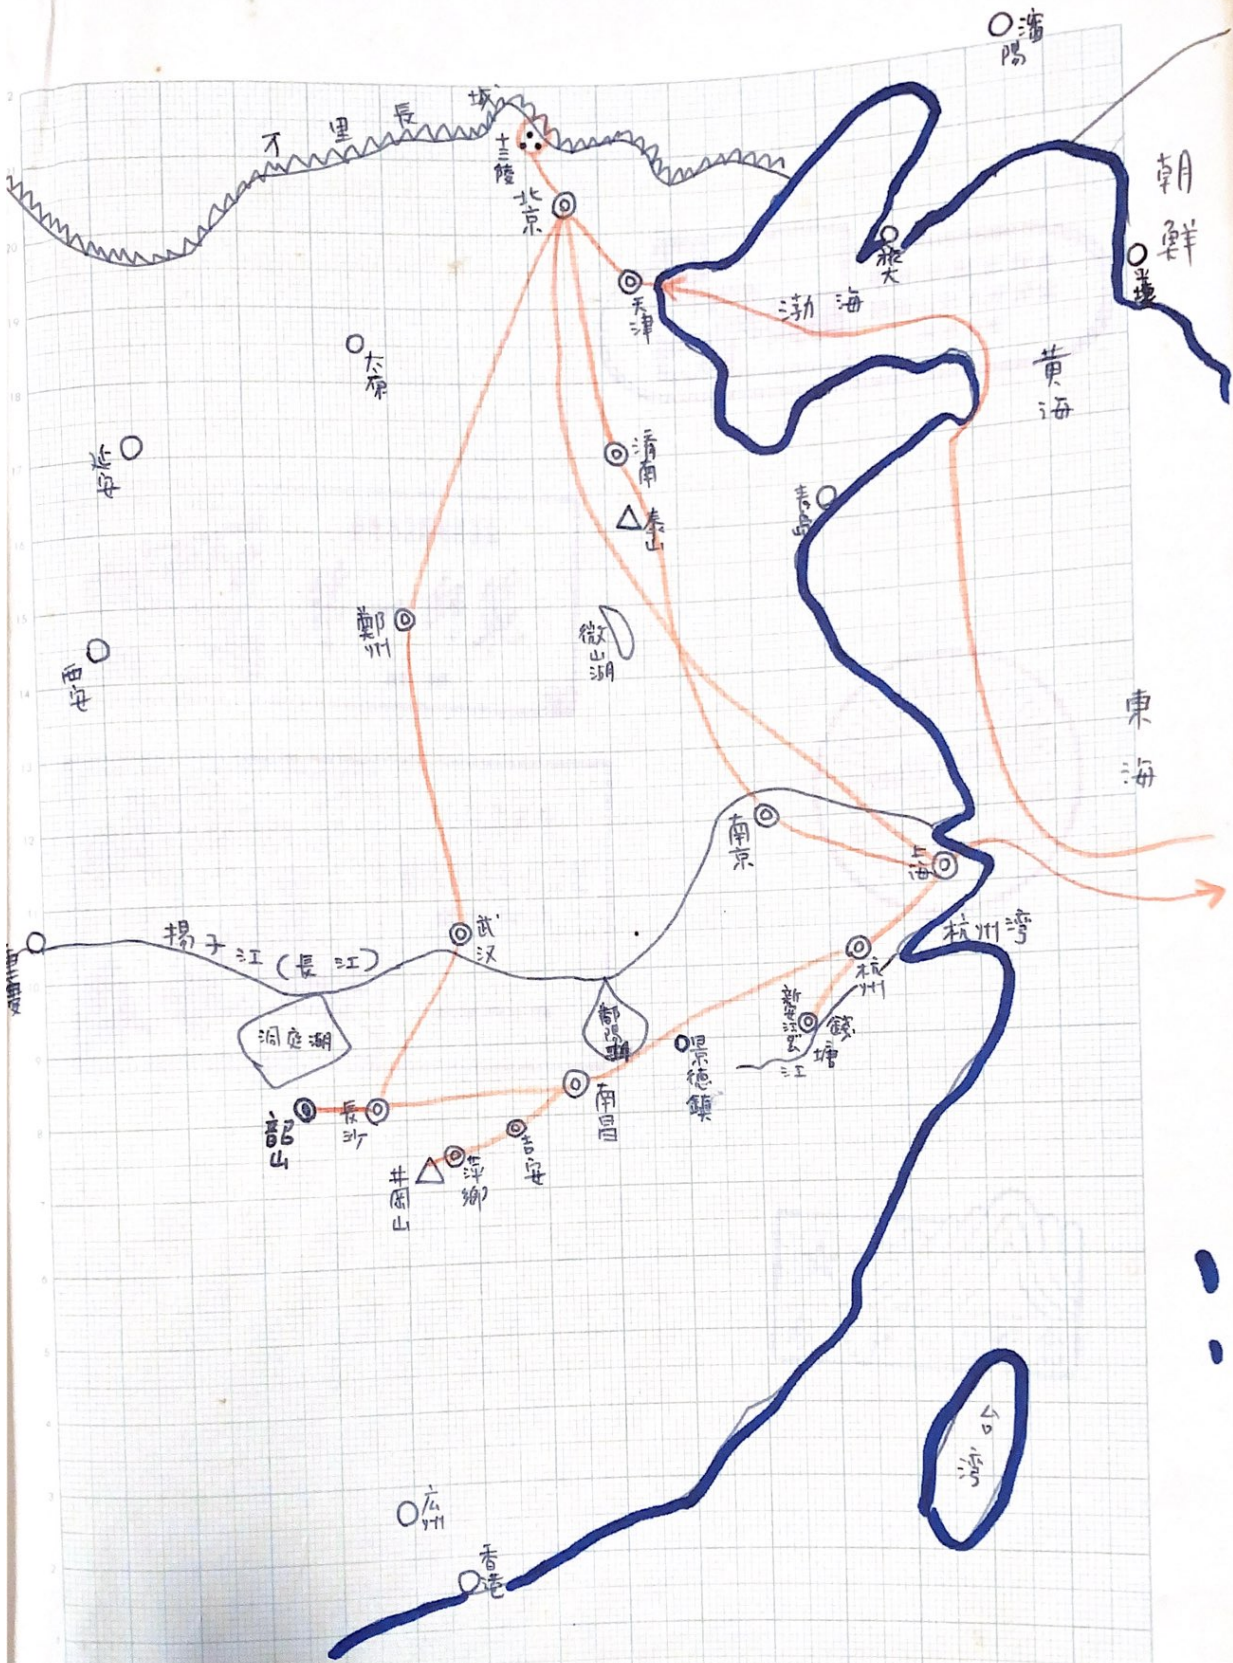 瀋陽
万里長城
十三陵
北京
朝鮮
旅大
平壌
天津
渤海
太原
黄海
済南
延安
青島
泰山
鄭州
微山湖
西安
東海
南京
上海
武汉
揚子江(長江)
杭州湾
杭州
重慶
新安江
銭塘江
洞庭湖
鄱陽湖
景徳鎮
南昌
韶山
長沙
吉安
萍郷
井岡山
台湾
広州
香港